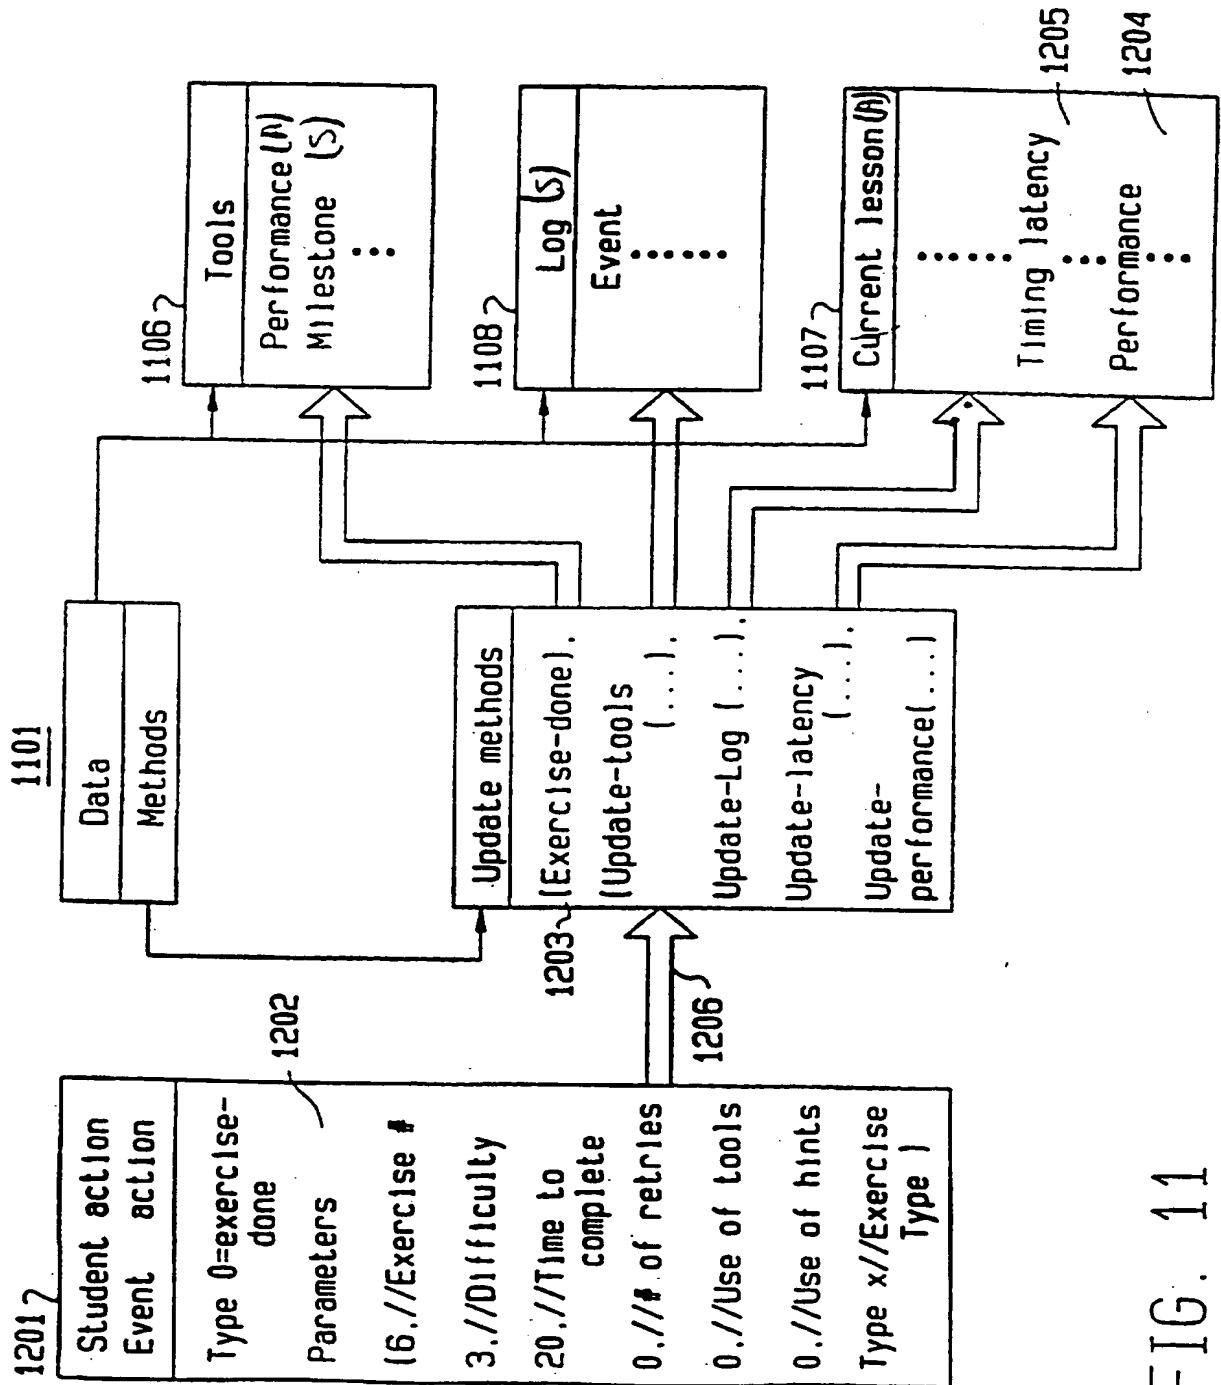 1101
Data
Methods
1201
Student action
Event action
Type 0=exercise-
done
Parameters
1202
(6,//Exercise #
3,//Difficulty
20,//Time to
complete
0,//# of retries
0,//Use of tools
0,//Use of hints
Type x//Exercise
Type )
1206
1203
Update methods
(Exercise-done),
(Update-tools
(....),
Update-Log (....),
Update-latency
(....),
Update-
performance(....)
1106
Tools
Performance (A)
Milestone (S)
1108
Log (S)
Event
1107
Current lesson (A)
Timing latency
1205
Performance
1204
FIG. 11